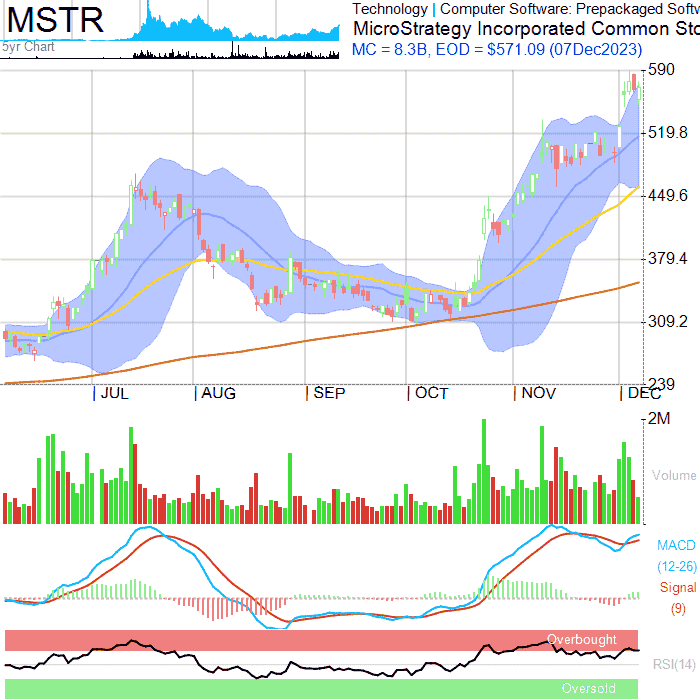 MSTR
5yr Chart
Technology | Computer Software: Prepackaged Softw
MicroStrategy Incorporated Common Sto
MC = 8.3B, EOD = $571.09 (07Dec2023)
590
519.8
449.6
379.4
309.2
239
JUL AUG SEP OCT NOV DEC
2M
Volume
MACD
(12-26)
Signal
(9)
Overbought
RSI(14)
Oversold